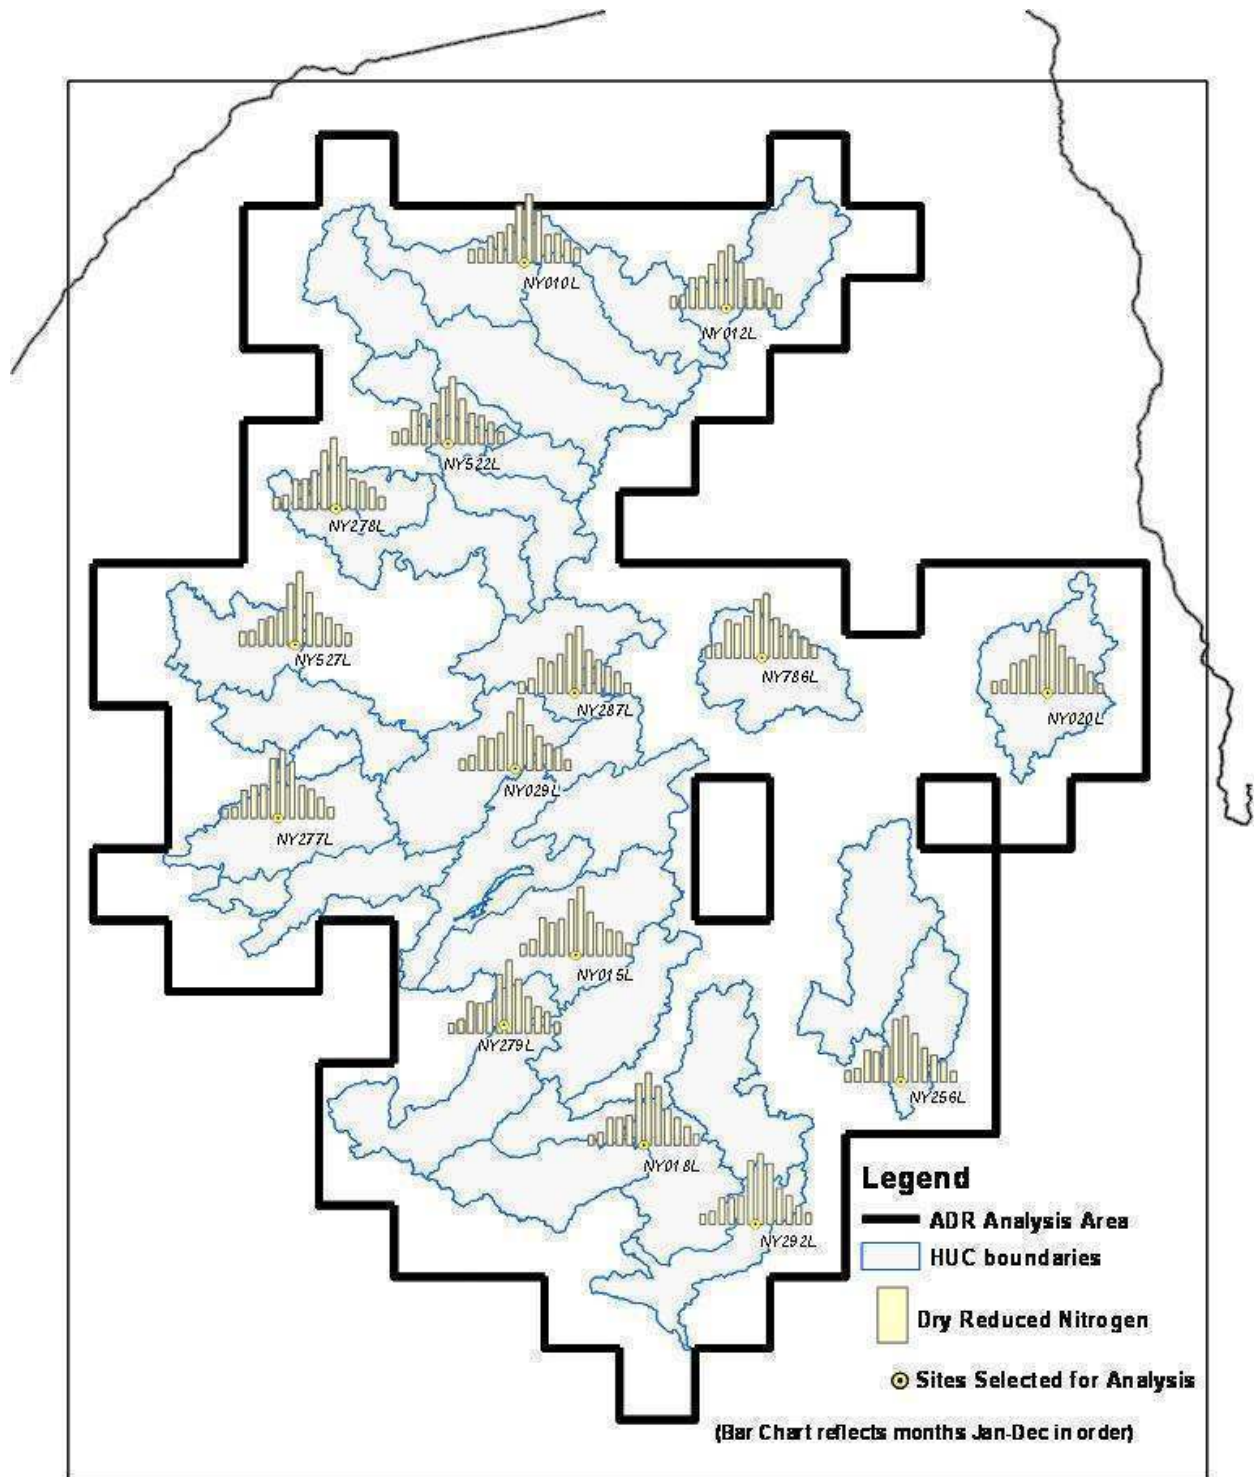 NY010L
NY012L
NY522L
NY278L
NY527L
NY786L
NY287L
NY020L
NY029L
NY277L
NY015L
NY279L
NY256L
NY018L
NY292L
Legend
ADR Analysis Area
HUC boundaries
Dry Reduced Nitrogen
Sites Selected for Analysis
(Bar Chart reflects months Jan-Dec in order)